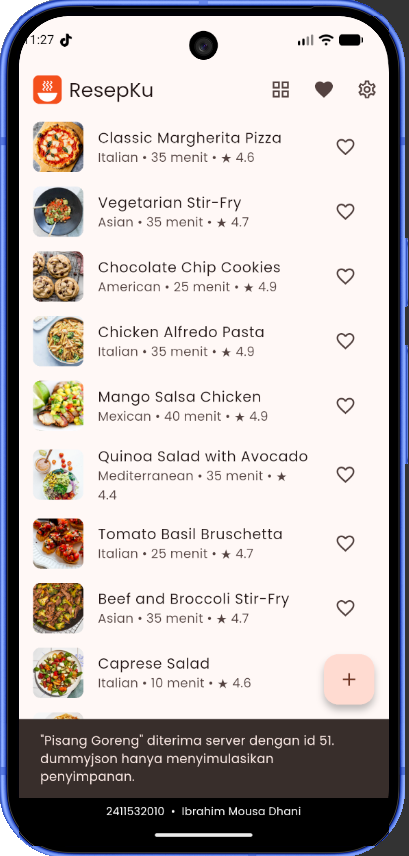 11:27
ResepKu
Classic Margherita Pizza
Italian • 35 menit • ★ 4.6
Vegetarian Stir-Fry
Asian • 35 menit • ★ 4.7
Chocolate Chip Cookies
American • 25 menit • ★ 4.9
Chicken Alfredo Pasta
Italian • 35 menit • ★ 4.9
Mango Salsa Chicken
Mexican • 40 menit • ★ 4.9
Quinoa Salad with Avocado
Mediterranean • 35 menit • ★
4.4
Tomato Basil Bruschetta
Italian • 25 menit • ★ 4.7
Beef and Broccoli Stir-Fry
Asian • 35 menit • ★ 4.7
Caprese Salad
Italian • 10 menit • ★ 4.6
+
"Pisang Goreng" diterima server dengan id 51.
dummyjson hanya menyimulasikan
penyimpanan.
2411532010 • Ibrahim Mousa Dhani